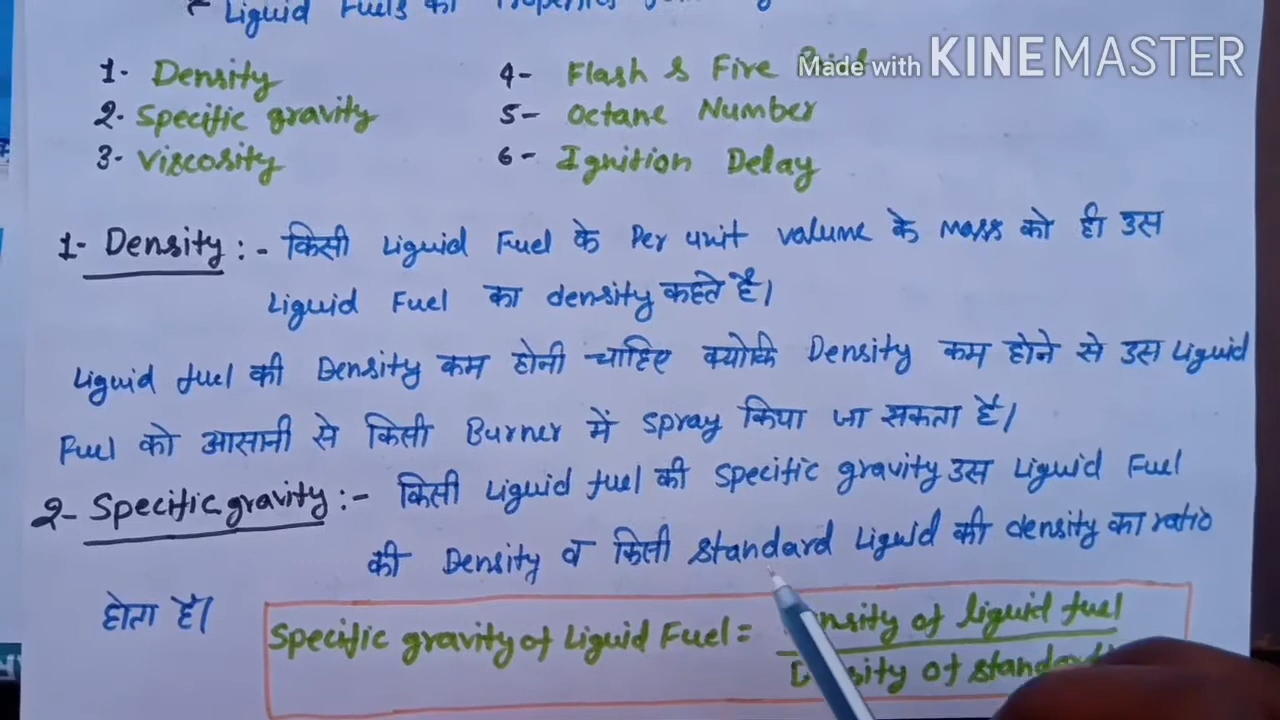 Liquid Fuels
Made with KINEMASTER
1- Density
2- Specific gravity
3- Viscosity
4- Flash & Fire
5- Octane Number
6- Ignition Delay
1- Density :- किसी Liquid Fuel के Per unit volume के mass को ही उस
Liquid Fuel का density कहते है।
Liquid fuel की Density कम होनी चाहिए क्योकि Density कम होने से उस Liquid
Fuel को आसानी से किसी Burner में spray किया जा सकता है।
2- Specific gravity :- किसी Liquid fuel की specific gravity उस Liquid Fuel
की Density व किसी standard Liquid की density का ratio
होता है।
Specific gravity of Liquid Fuel = Density of liquid fuel
Density of